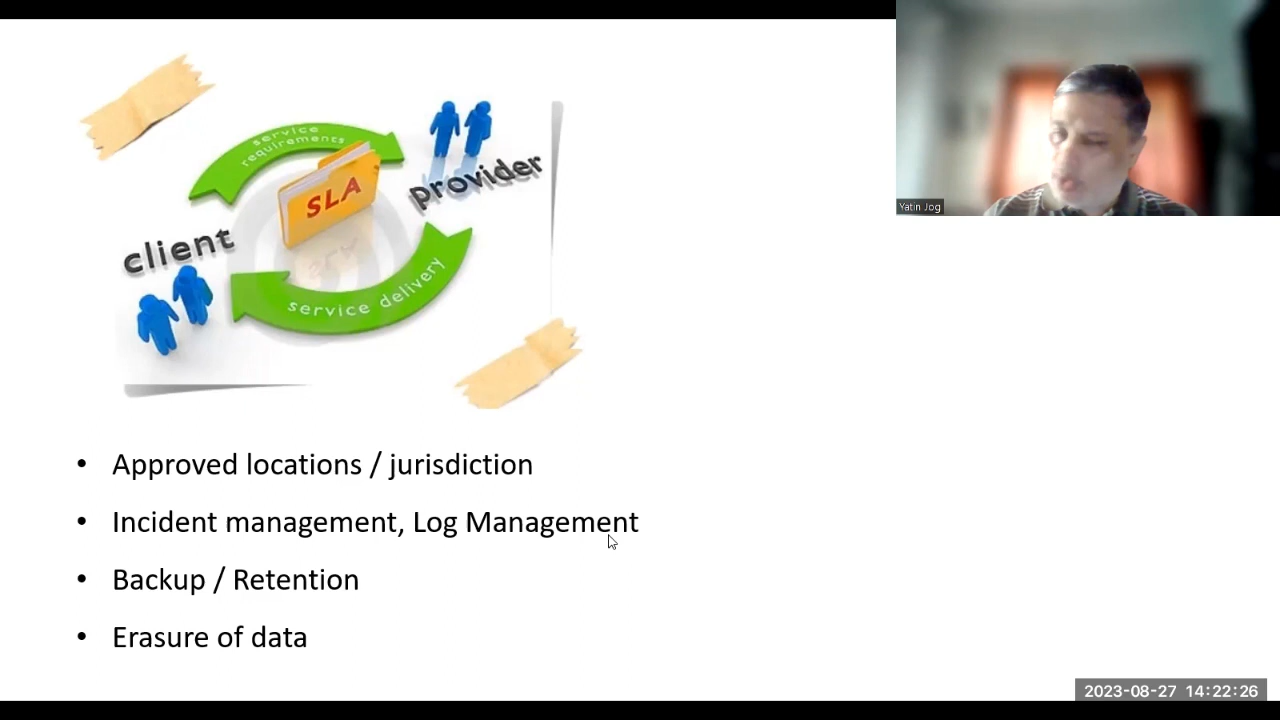 service
requirements
SLA
provider
client
service delivery
Yatin Jog
• Approved locations / jurisdiction
• Incident management, Log Management
• Backup / Retention
• Erasure of data
2023-08-27 14:22:26